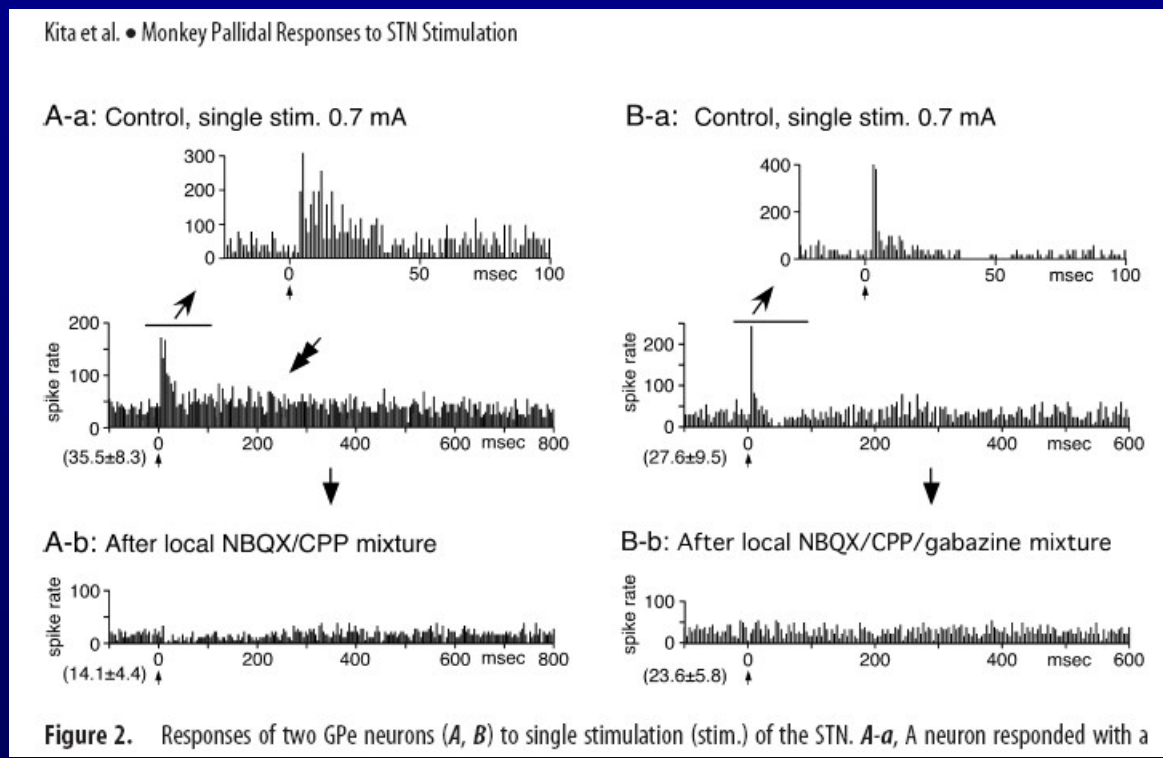 Kita et al. • Monkey Pallidal Responses to STN Stimulation
A-a: Control, single stim. 0.7 mA
300
200
100
0
0 50 msec 100
200
100
0
spike rate
0 200 400 600 msec 800
(35.5±8.3)
A-b: After local NBQX/CPP mixture
100
0
spike rate
0 200 400 600 msec 800
(14.1±4.4)
B-a: Control, single stim. 0.7 mA
400
200
0
0 50 msec 100
200
100
0
spike rate
0 200 400 msec 600
(27.6±9.5)
B-b: After local NBQX/CPP/gabazine mixture
100
0
spike rate
0 200 400 msec 600
(23.6±5.8)
Figure 2. Responses of two GPe neurons (A, B) to single stimulation (stim.) of the STN. A-a, A neuron responded with a